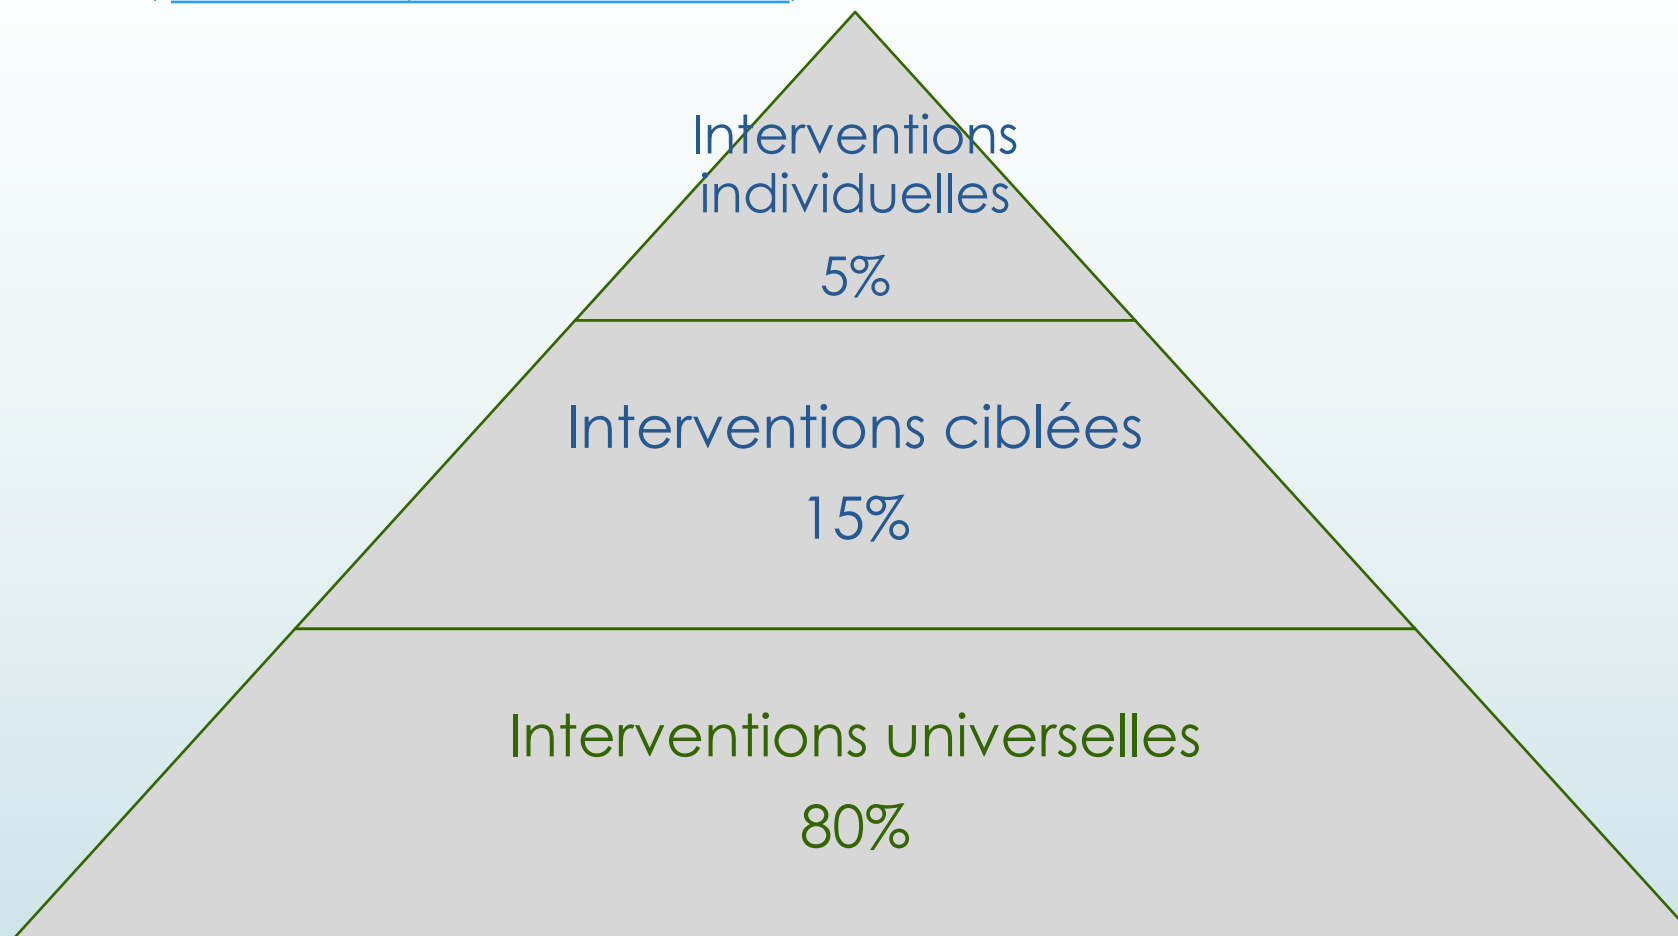 Interventions
individuelles
5%
Interventions ciblées
15%
Interventions universelles
80%